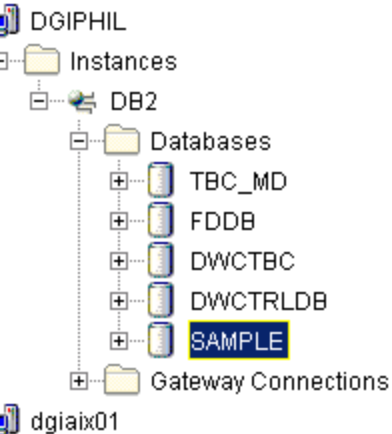 DGIPHIL
Instances
DB2
Databases
TBC_MD
FDDB
DWCTBC
DWCTRLDB
SAMPLE
Gateway Connections
dgiaix01